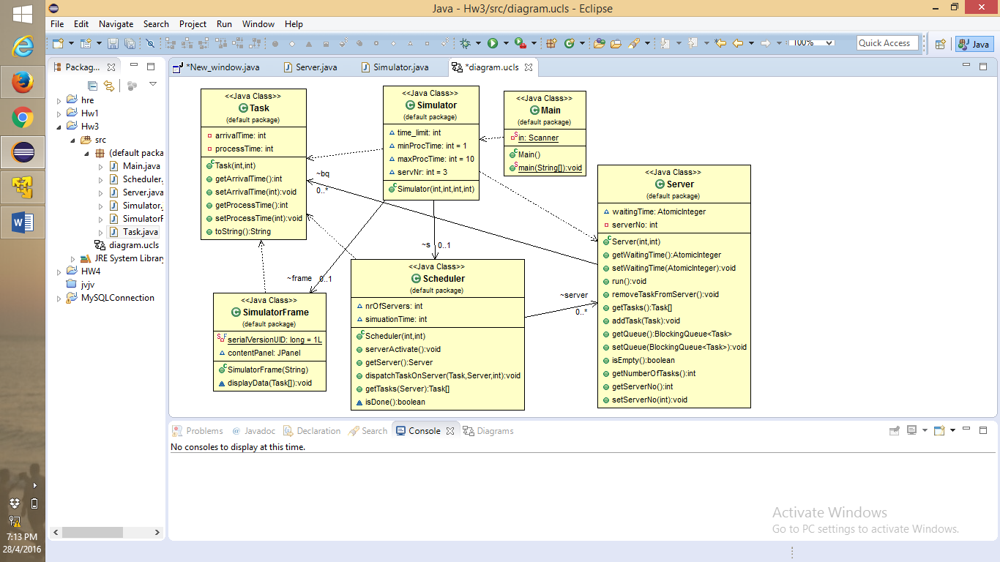 Java - Hw3/src/diagram.ucls - Eclipse
File Edit Navigate Search Project Run Window Help
100% Quick Access Java
Packag...
*New_window.java Server.java Simulator.java *diagram.ucls
hre
Hw1
Hw3
src
(default packa
Main.java
Scheduler.
Server.java
Simulator.
SimulatorF
Task.java
diagram.ucls
JRE System Library
HW4
jvjv
MySQLConnection
<<Java Class>>
Task
(default package)
arrivalTime: int
processTime: int
Task(int,int)
getArrivalTime():int
setArrivalTime(int):void
getProcessTime():int
setProcessTime(int):void
toString():String
<<Java Class>>
Simulator
(default package)
time_limit: int
minProcTime: int = 1
maxProcTime: int = 10
servNr: int = 3
Simulator(int,int,int,int)
<<Java Class>>
Main
(default package)
in: Scanner
Main()
main(String[]):void
~bq
0..*
<<Java Class>>
Server
(default package)
waitingTime: AtomicInteger
serverNo: int
Server(int,int)
getWaitingTime():AtomicInteger
setWaitingTime(AtomicInteger):void
run():void
removeTaskFromServer():void
getTasks():Task[]
addTask(Task):void
getQueue():BlockingQueue<Task>
setQueue(BlockingQueue<Task>):void
isEmpty():boolean
getNumberOfTasks():int
getServerNo():int
setServerNo(int):void
~s 0..1
~frame 0..1
<<Java Class>>
SimulatorFrame
(default package)
serialVersionUID: long = 1L
contentPanel: JPanel
SimulatorFrame(String)
displayData(Task[]):void
<<Java Class>>
Scheduler
(default package)
nrOfServers: int
simuationTime: int
Scheduler(int,int)
serverActivate():void
getServer():Server
dispatchTaskOnServer(Task,Server,int):void
getTasks(Server):Task[]
isDone():boolean
~server
0..*
Problems @ Javadoc Declaration Search Console Diagrams
No consoles to display at this time.
Activate Windows
Go to PC settings to activate Windows.
7:13 PM
28/4/2016